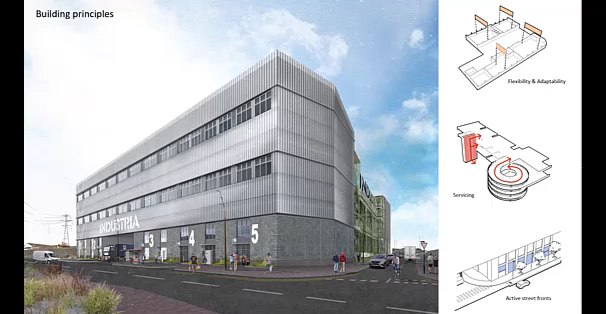 Building principles
Flexibility & Adaptability
INDUSTRIA
3
4
5
Servicing
Active street fronts